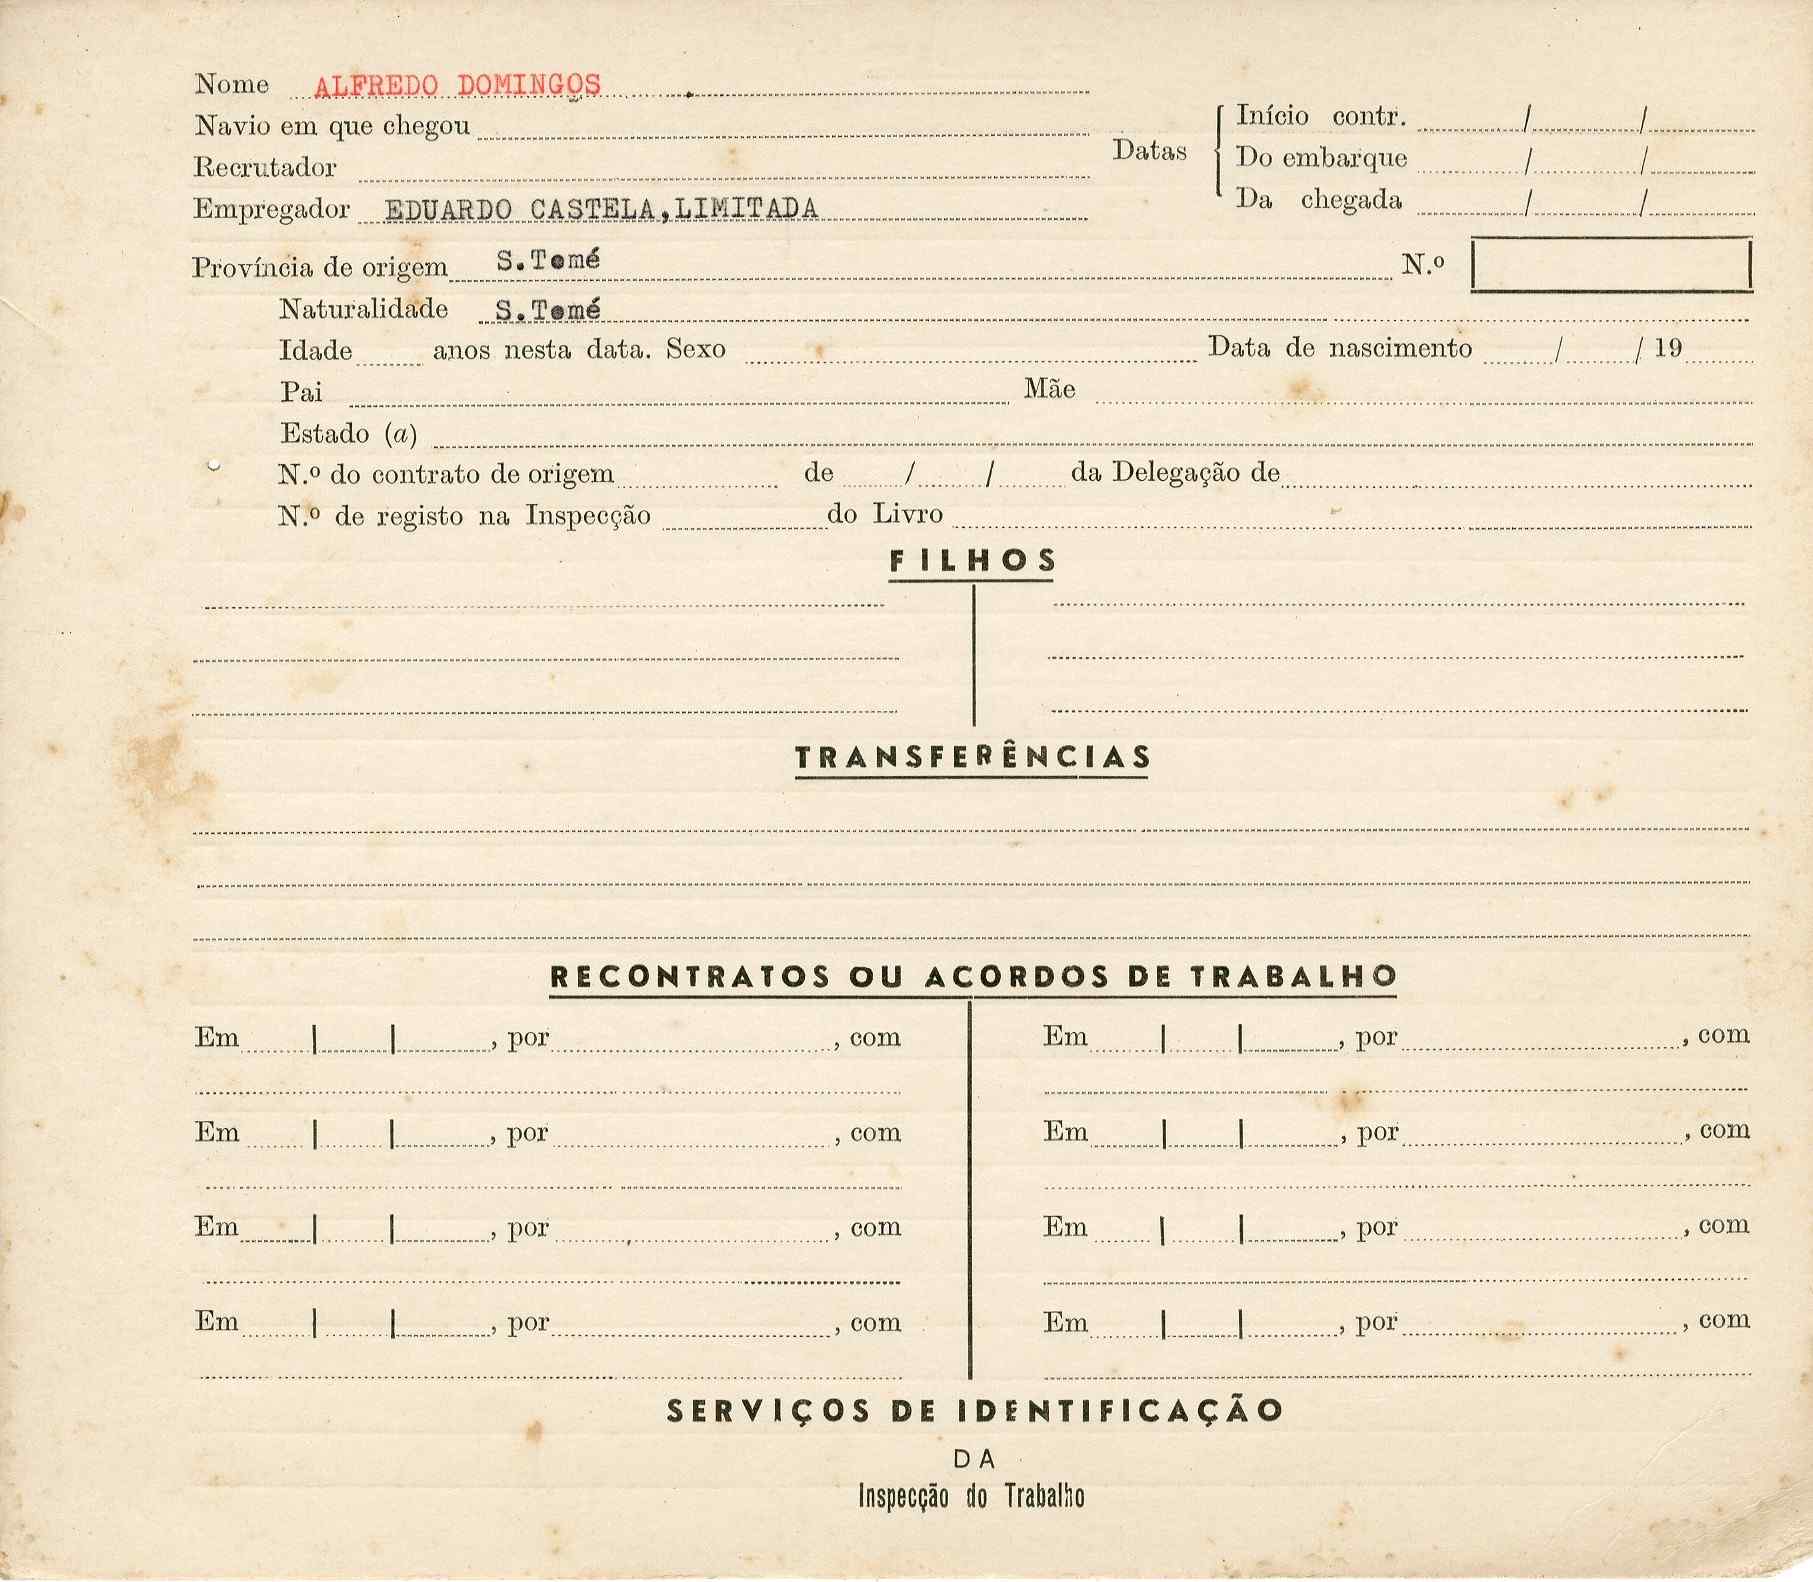 Nome ALFREDO DOMINGOS
Navio em que chegou
Recrutador
Empregador EDUARDO CASTELA, LIMITADA
Datas
Início contr. / /
Do embarque / /
Da chegada / /
Província de origem S.Tomé N.º
Naturalidade S.Tomé
Idade anos nesta data. Sexo Data de nascimento / / 19
Pai Mãe
Estado (a)
N.º do contrato de origem de / / da Delegação de
N.º de registo na Inspecção do Livro
FILHOS
TRANSFERÊNCIAS
RECONTRATOS OU ACORDOS DE TRABALHO
Em | | , por , com Em | | , por , com
Em | | , por , com Em | | , por , com
Em | | , por , com Em | | , por , com
Em | | , por , com Em | | , por , com
SERVIÇOS DE IDENTIFICAÇÃO
DA
Inspecção do Trabalho